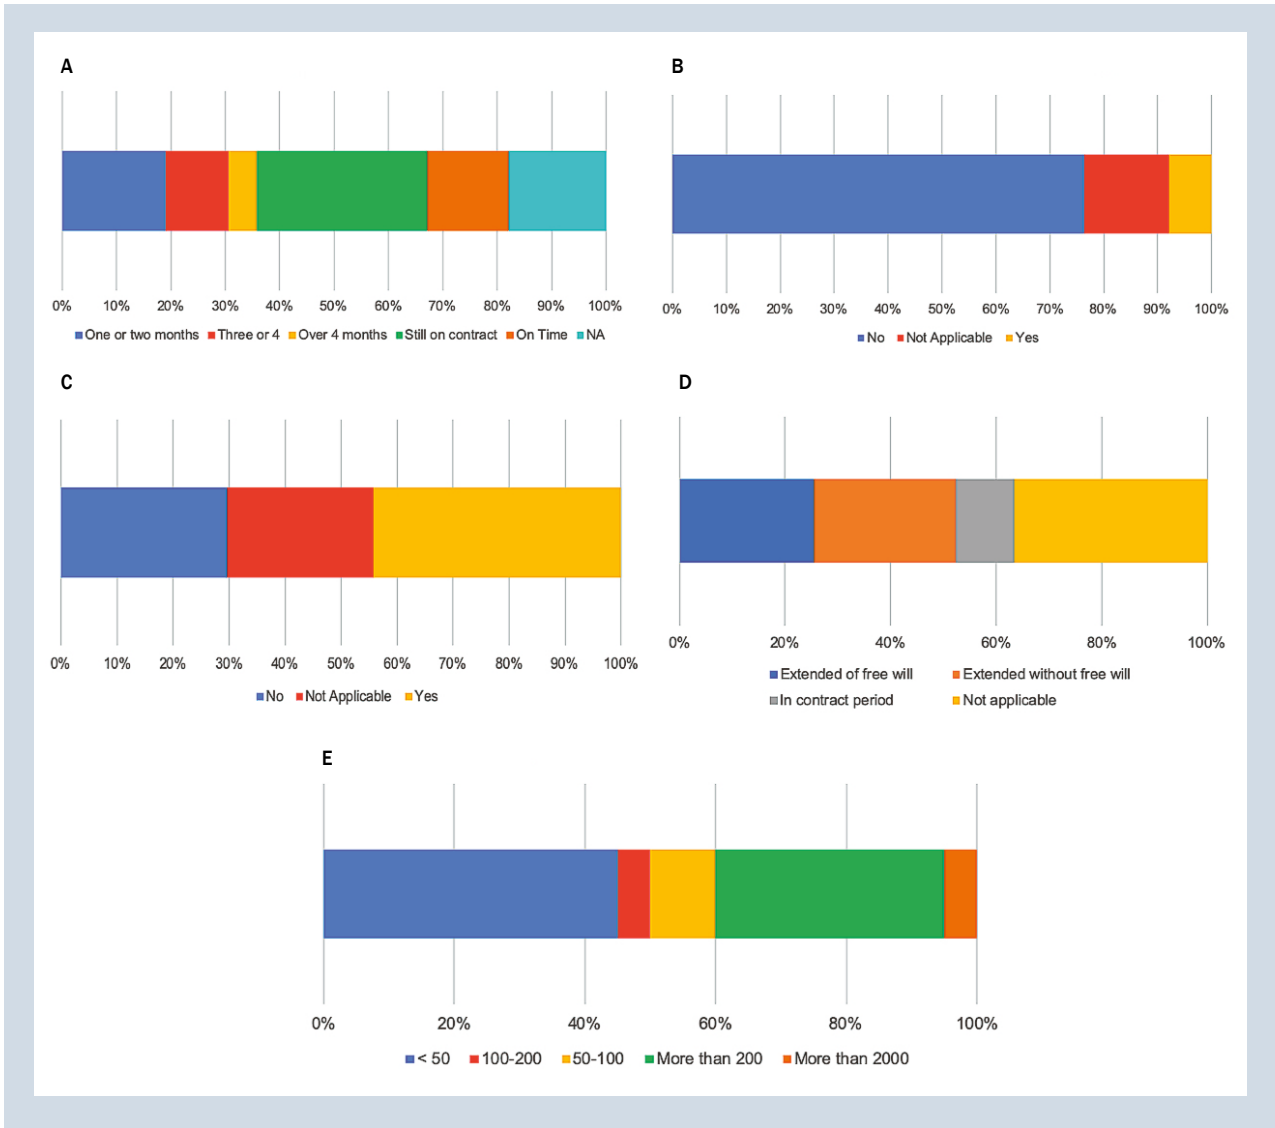 A
0% 10% 20% 30% 40% 50% 60% 70% 80% 90% 100%
One or two months Three or 4 Over 4 months Still on contract On Time NA
B
0% 10% 20% 30% 40% 50% 60% 70% 80% 90% 100%
No Not Applicable Yes
C
0% 10% 20% 30% 40% 50% 60% 70% 80% 90% 100%
No Not Applicable Yes
D
0% 20% 40% 60% 80% 100%
Extended of free will Extended without free will
In contract period Not applicable
E
0% 20% 40% 60% 80% 100%
< 50 100-200 50-100 More than 200 More than 2000